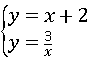 y = x + 2
y = 3/x